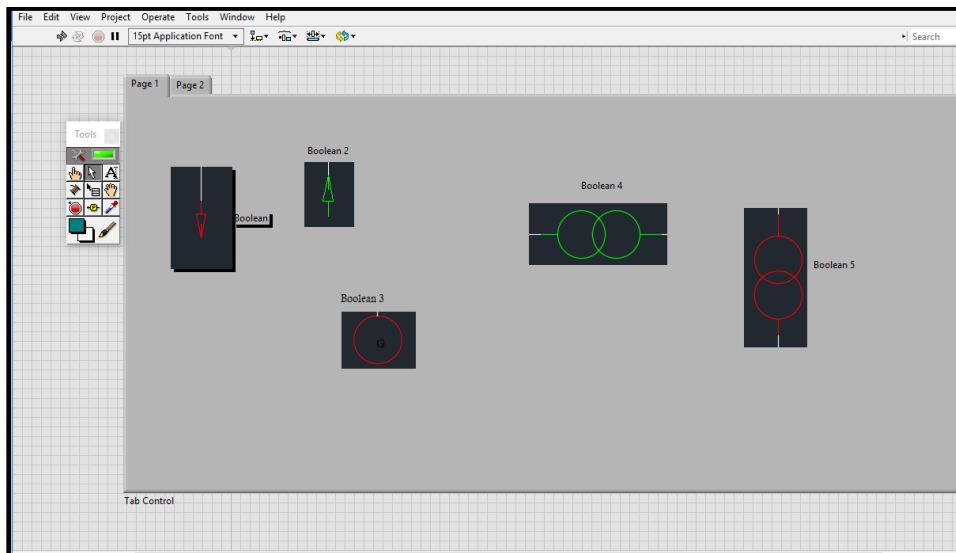 File Edit View Project Operate Tools Window Help
15pt Application Font
Search
Page 1 Page 2
Tools
Boolean 2
Boolean 4
Boolean
Boolean 5
Boolean 3
G
Tab Control